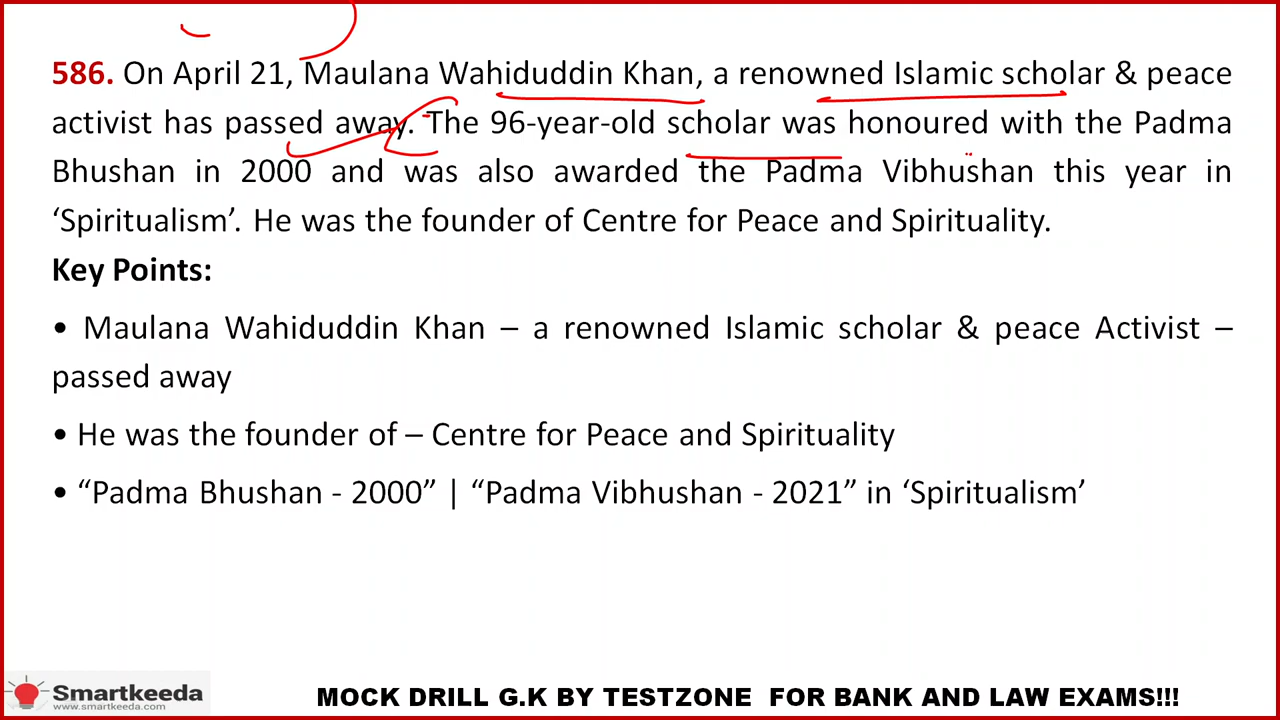 586. On April 21, Maulana Wahiduddin Khan, a renowned Islamic scholar & peace
activist has passed away. The 96-year-old scholar was honoured with the Padma
Bhushan in 2000 and was also awarded the Padma Vibhushan this year in
‘Spiritualism’. He was the founder of Centre for Peace and Spirituality.
Key Points:
• Maulana Wahiduddin Khan – a renowned Islamic scholar & peace Activist –
passed away
• He was the founder of – Centre for Peace and Spirituality
• “Padma Bhushan - 2000” | “Padma Vibhushan - 2021” in ‘Spiritualism’
Smartkeeda
www.smartkeeda.com
MOCK DRILL G.K BY TESTZONE FOR BANK AND LAW EXAMS!!!